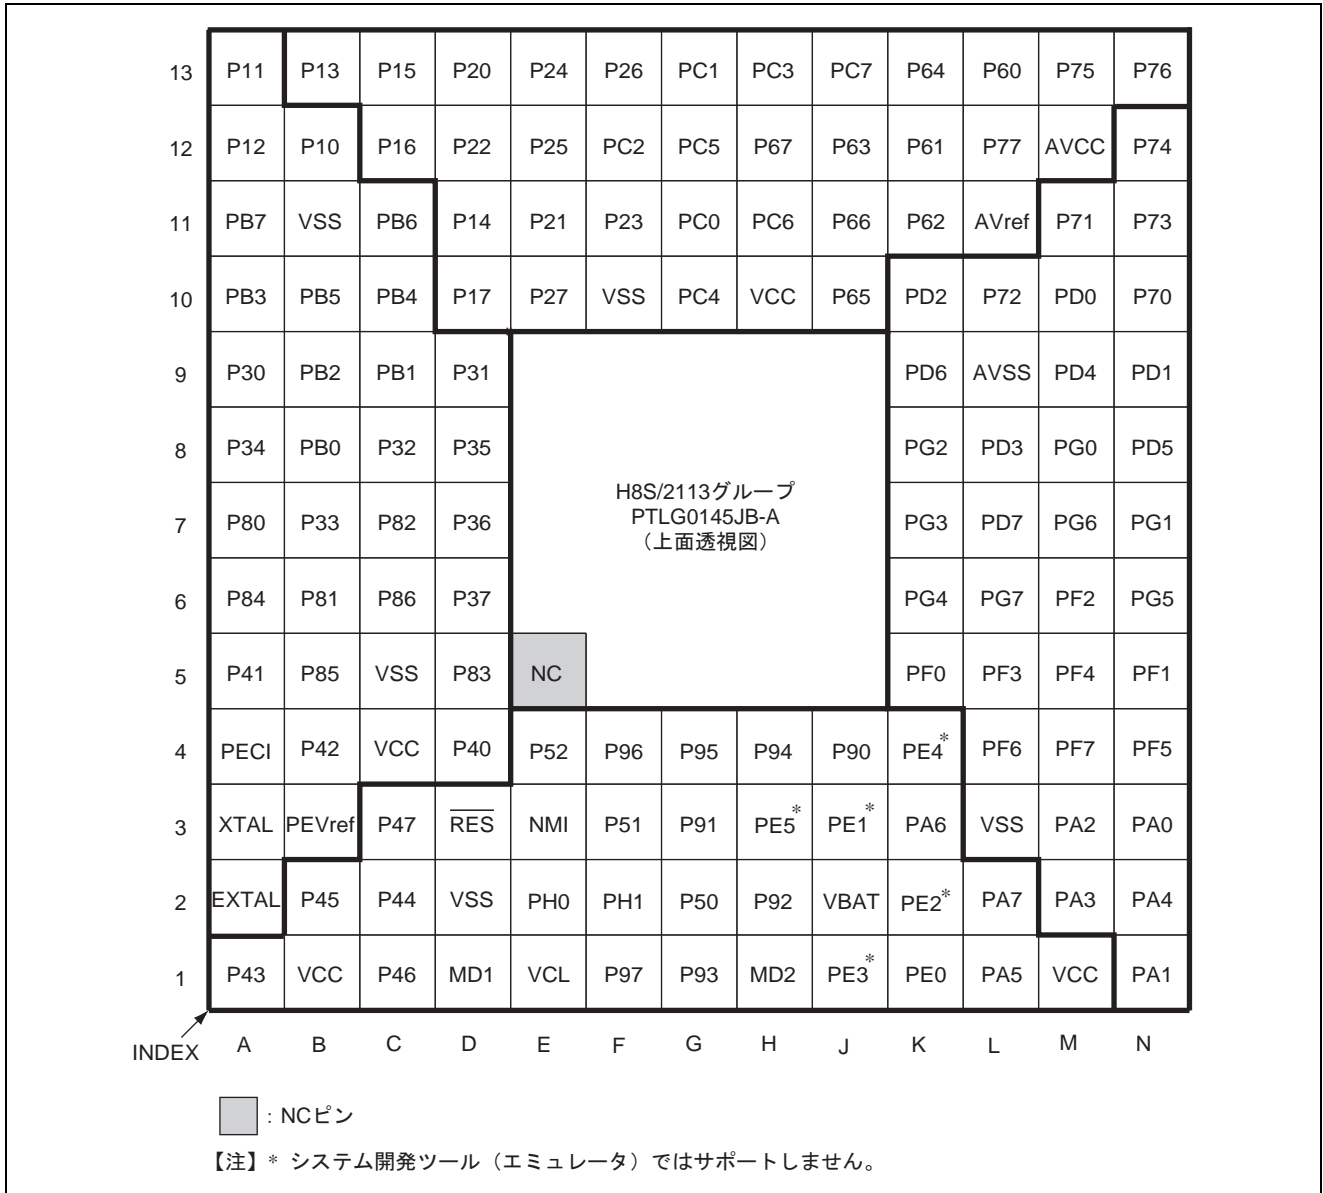 13 P11 P13 P15 P20 P24 P26 PC1 PC3 PC7 P64 P60 P75 P76
12 P12 P10 P16 P22 P25 PC2 PC5 P67 P63 P61 P77 AVCC P74
11 PB7 VSS PB6 P14 P21 P23 PC0 PC6 P66 P62 AVref P71 P73
10 PB3 PB5 PB4 P17 P27 VSS PC4 VCC P65 PD2 P72 PD0 P70
9 P30 PB2 PB1 P31 PD6 AVSS PD4 PD1
8 P34 PB0 P32 P35 PG2 PD3 PG0 PD5
H8S/2113グループ
7 P80 P33 P82 P36 PTLG0145JB-A PG3 PD7 PG6 PG1
（上面透視図）
6 P84 P81 P86 P37 PG4 PG7 PF2 PG5
5 P41 P85 VSS P83 NC PF0 PF3 PF4 PF1
4 PECI P42 VCC P40 P52 P96 P95 P94 P90 PE4* PF6 PF7 PF5
3 XTAL PEVref P47 R̅E̅S̅ NMI P51 P91 PE5* PE1* PA6 VSS PA2 PA0
2 EXTAL P45 P44 VSS PH0 PH1 P50 P92 VBAT PE2* PA7 PA3 PA4
1 P43 VCC P46 MD1 VCL P97 P93 MD2 PE3* PE0 PA5 VCC PA1
INDEX A B C D E F G H J K L M N
: NCピン
【注】* システム開発ツール（エミュレータ）ではサポートしません。